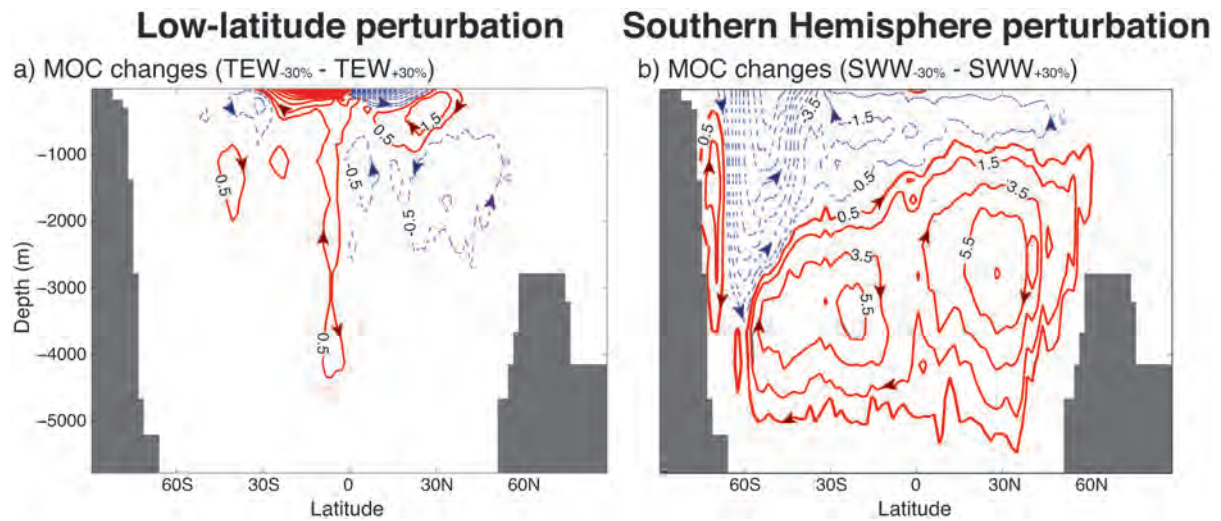 Low-latitude perturbation
Southern Hemisphere perturbation
a) MOC changes (TEW-30% - TEW+30%)
b) MOC changes (SWW-30% - SWW+30%)
Depth (m)
-1000
-2000
-3000
-4000
-5000
0.5
0.5
1.5
-0.5
-0.5
0.5
60S
30S
0
30N
60N
Latitude
0.5
-3.5
-1.5
-0.5
0.5
1.5
3.5
5.5
3.5
5.5
60S
30S
0
30N
60N
Latitude